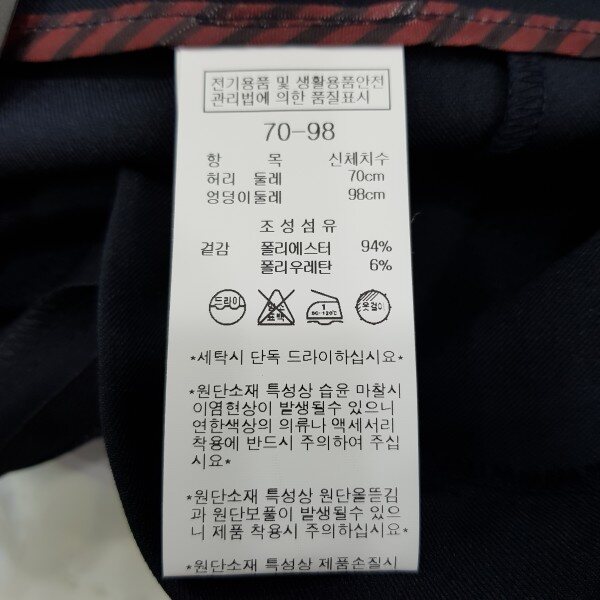 전기용품 및 생활용품안전
관리법에 의한 품질표시
70-98
항 목 신체치수
허리 둘레 70cm
엉덩이둘레 98cm
조성섬유
겉감 폴리에스터 94%
폴리우레탄 6%
드라이 염소 표백 1 80~120℃ 옷걸이
*세탁시 단독 드라이하십시요*
*원단소재 특성상 습윤 마찰시
이염현상이 발생될수 있으니
연한색상의 의류나 액세서리
착용에 반드시 주의하여 주십
시요*
*원단소재 특성상 원단올뜯김
과 원단보풀이 발생될수 있으
니 제품 착용시 주의하십시요*
*원단소재 특성상 제품손질시